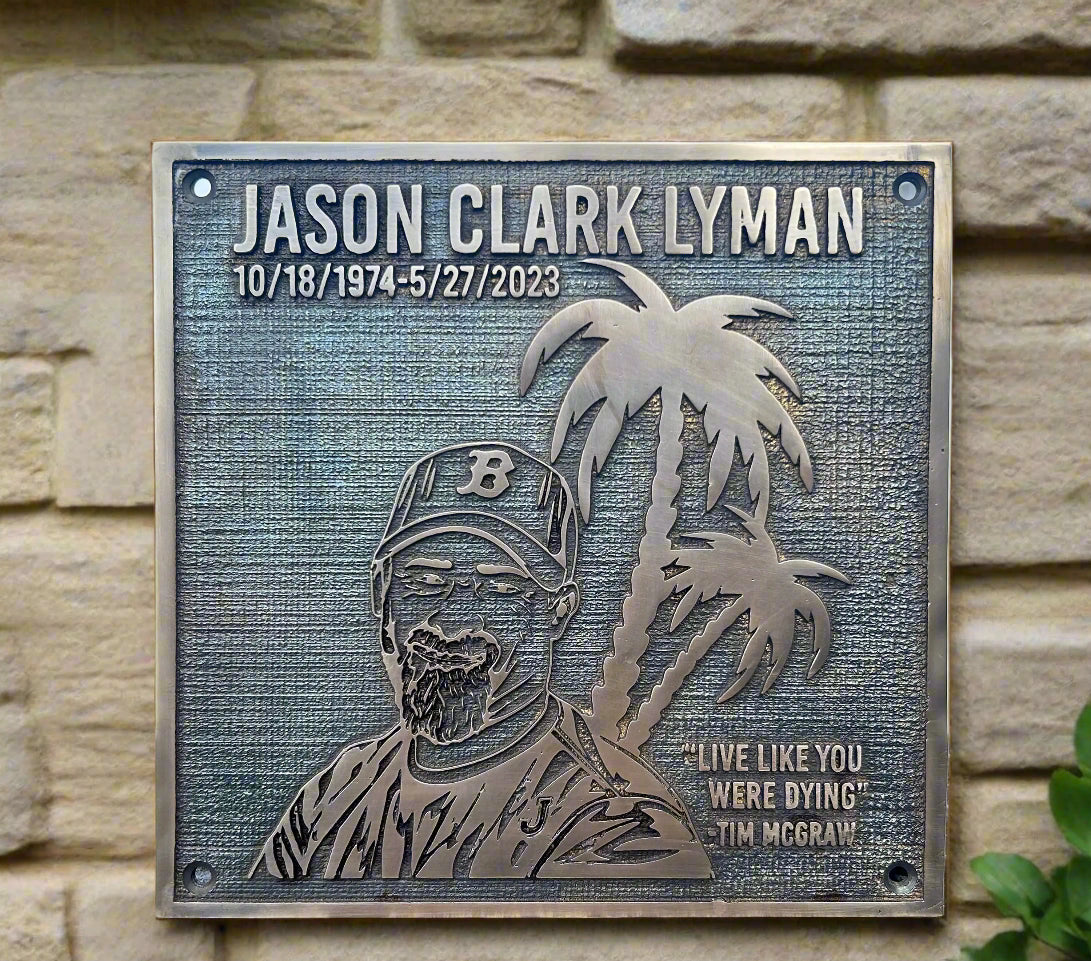 JASON CLARK LYMAN
10/18/1974-5/27/2023
B
J
"LIVE LIKE YOU
WERE DYING"
-TIM MCGRAW